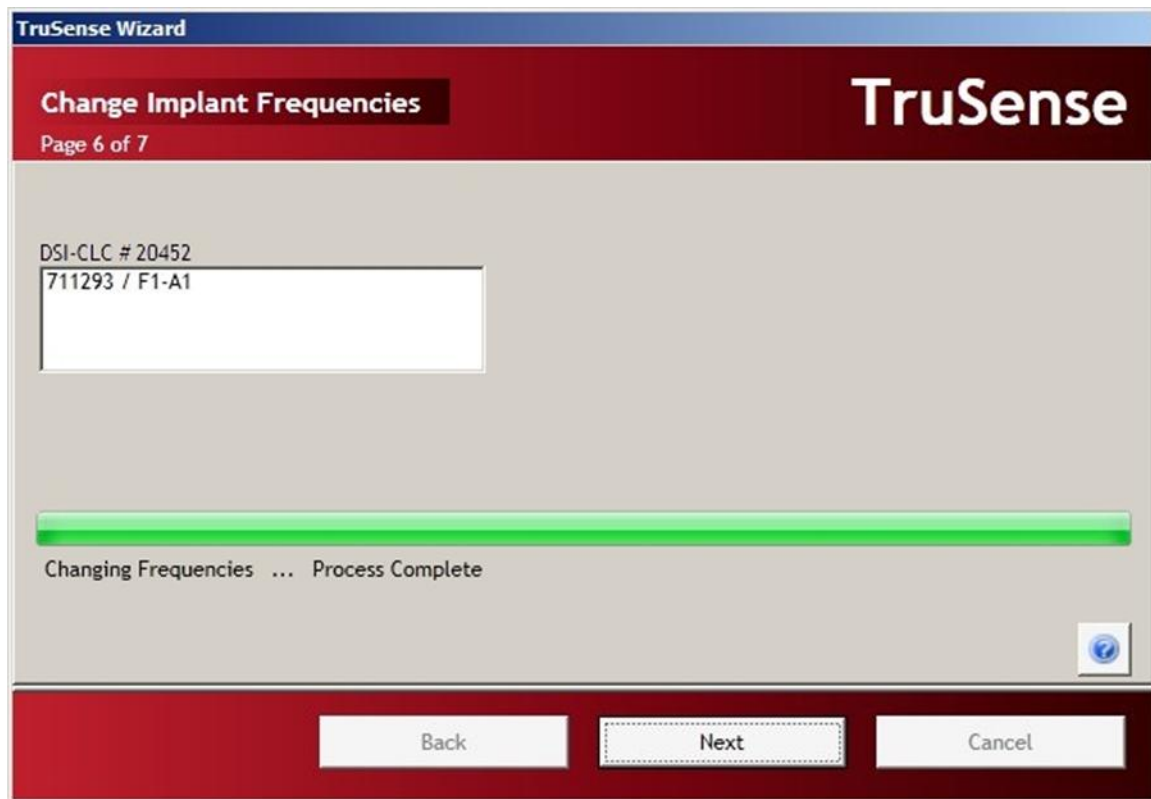 TruSense Wizard
Change Implant Frequencies
TruSense
Page 6 of 7
DSI-CLC # 20452
711293 / F1-A1
Changing Frequencies ... Process Complete
?
Back
Next
Cancel